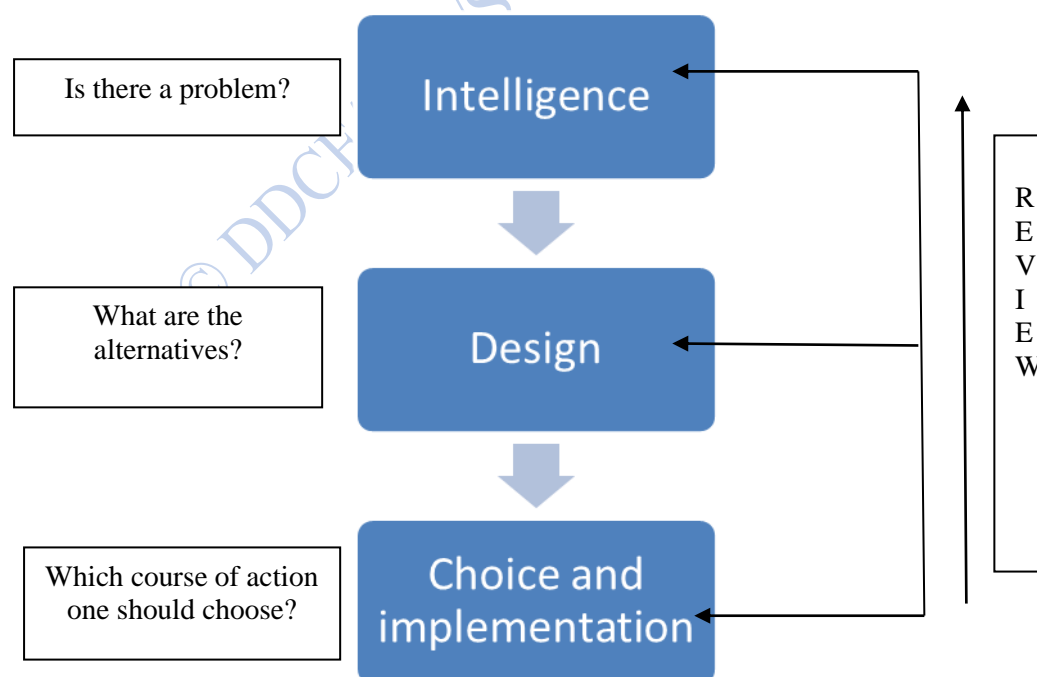 Is there a problem?
Intelligence
R
E
V
I
E
W
What are the
alternatives?
Design
Which course of action
one should choose?
Choice and
implementation
© DDCE